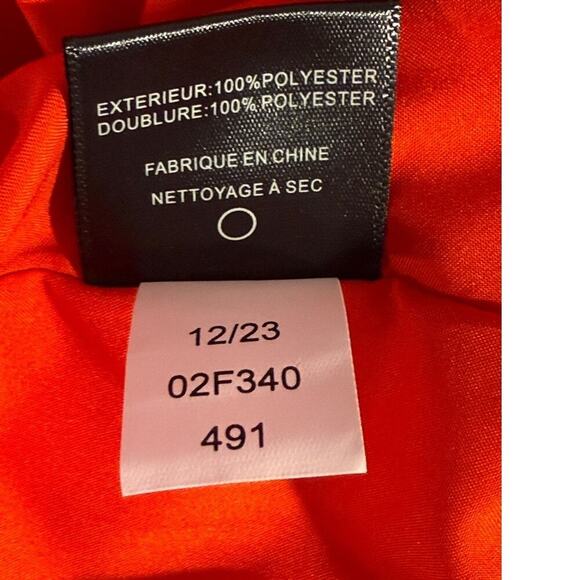 EXTERIEUR:100%POLYESTER
DOUBLURE:100% POLYESTER
FABRIQUE EN CHINE
NETTOYAGE À SEC
12/23
02F340
491